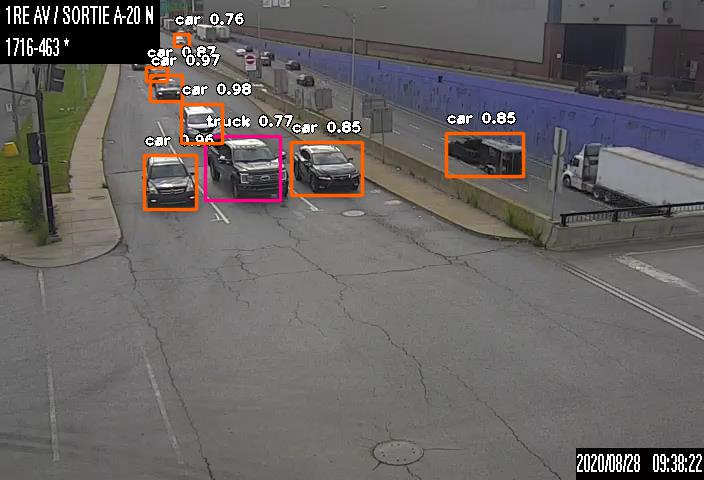 1RE AV / SORTIE A-20 N
1716-463 *
car 0.76
car 0.87
car 0.97
car 0.98
truck 0.77
car 0.96
car 0.85
car 0.85
2020/08/28 09:38:22